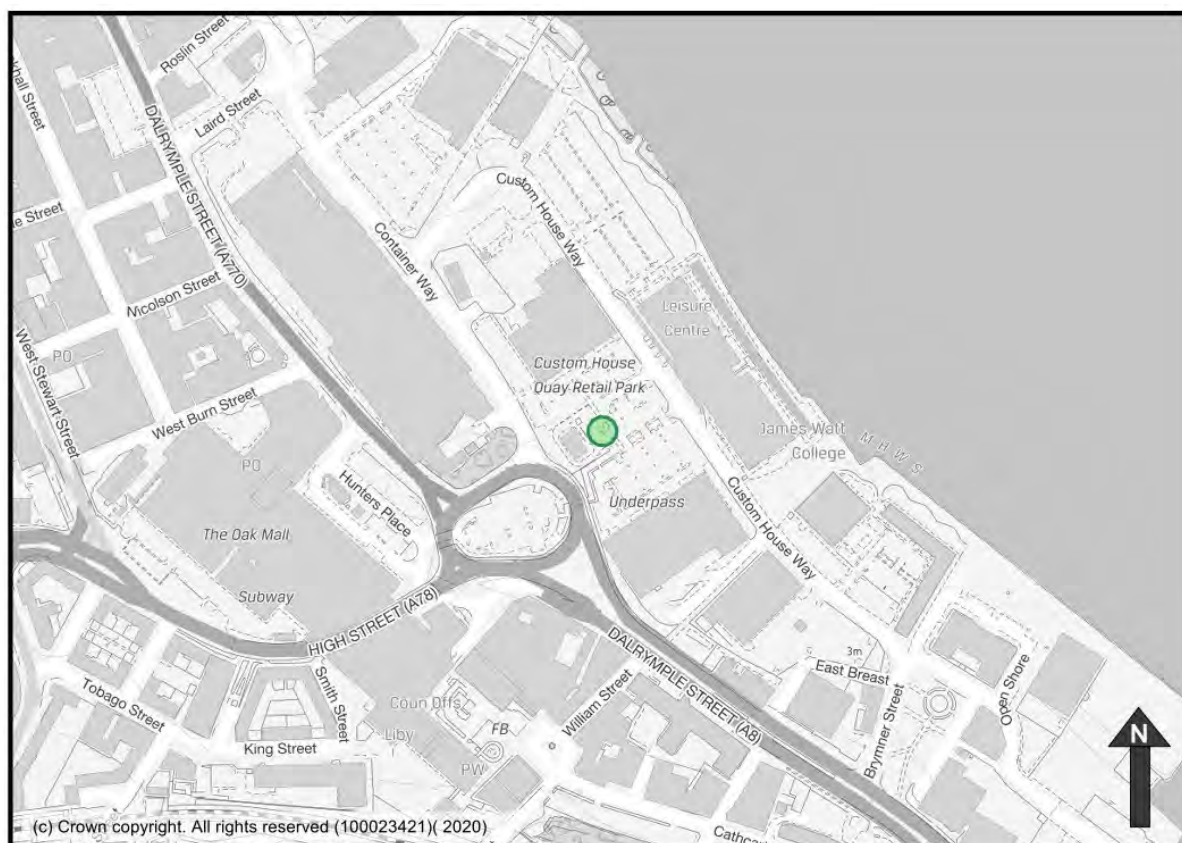 Roslin Street
khall Street
Laird Street
DALRYMPLE STREET (A770)
Custom House Way
le Street
Container Way
Nicolson Street
Leisure
Centre
West Stewart Street
PO
Custom House
Quay Retail Park
West Burn Street
James Watt
College
M H W S
PO
Hunters Place
Underpass
The Oak Mall
Custom House Way
Subway
HIGH STREET (A78)
DALRYMPLE STREET (A8)
3m
East Breast
Open Shore
Smith Street
Tobago Street
William Street
Brymner Street
Coun Offs
FB
Liby
King Street
PW
N
(c) Crown copyright. All rights reserved (100023421)( 2020)
Cathcar